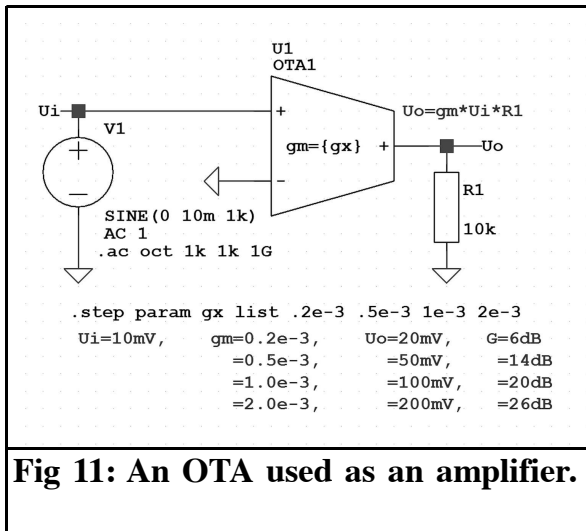 U1
OTA1
Ui
V1
+
gm={gx}
+
Uo=gm*Ui*R1
Uo
R1
10k
SINE(0 10m 1k)
AC 1
.ac oct 1k 1k 1G
.step param gx list .2e-3 .5e-3 1e-3 2e-3
Ui=10mV, gm=0.2e-3, Uo=20mV, G=6dB
=0.5e-3, =50mV, =14dB
=1.0e-3, =100mV, =20dB
=2.0e-3, =200mV, =26dB
Fig 11: An OTA used as an amplifier.